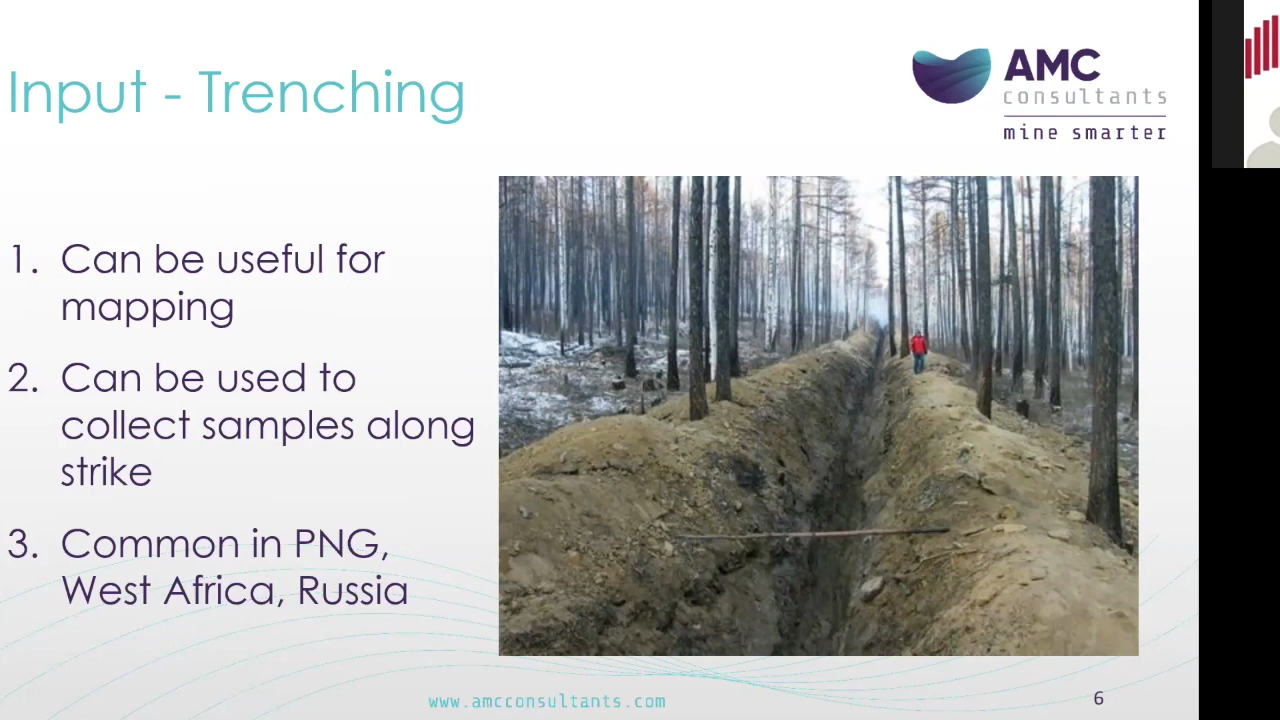 Input - Trenching
AMC
consultants
mine smarter
1. Can be useful for
mapping
2. Can be used to
collect samples along
strike
3. Common in PNG,
West Africa, Russia
www.amcconsultants.com
6